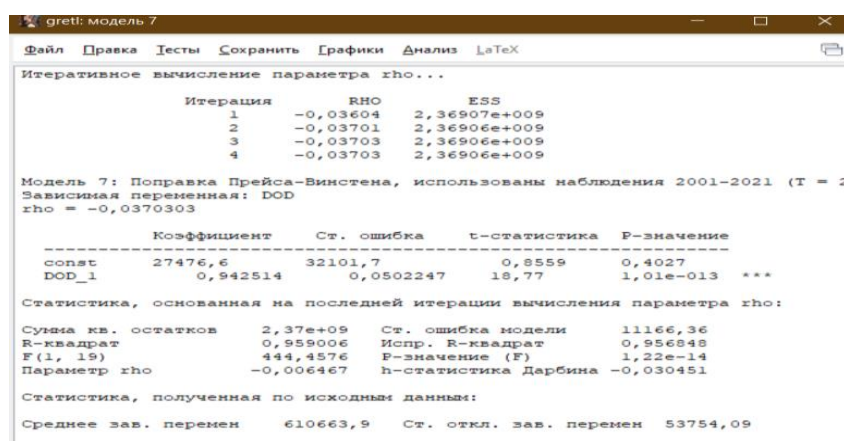 gretl: модель 7
Файл Правка Тесты Сохранить Графики Анализ LaTeX
Итеративное вычисление параметра rho...
Итерация RHO ESS
1 -0,03604 2,36907e+009
2 -0,03701 2,36906e+009
3 -0,03703 2,36906e+009
4 -0,03703 2,36906e+009
Модель 7: Поправка Прейса-Винстена, использованы наблюдения 2001-2021 (T = 2
Зависимая переменная: DOD
rho = -0,0370303
Коэффициент Ст. ошибка t-статистика P-значение
const 27476,6 32101,7 0,8559 0,4027
DOD_1 0,942514 0,0502247 18,77 1,01e-013 ***
Статистика, основанная на последней итерации вычисления параметра rho:
Сумма кв. остатков 2,37e+09 Ст. ошибка модели 11166,36
R-квадрат 0,959006 Испр. R-квадрат 0,956848
F(1, 19) 444,4576 P-значение (F) 1,22e-14
Параметр rho -0,006467 h-статистика Дарбина -0,030451
Статистика, полученная по исходным данным:
Среднее зав. перемен 610663,9 Ст. откл. зав. перемен 53754,09